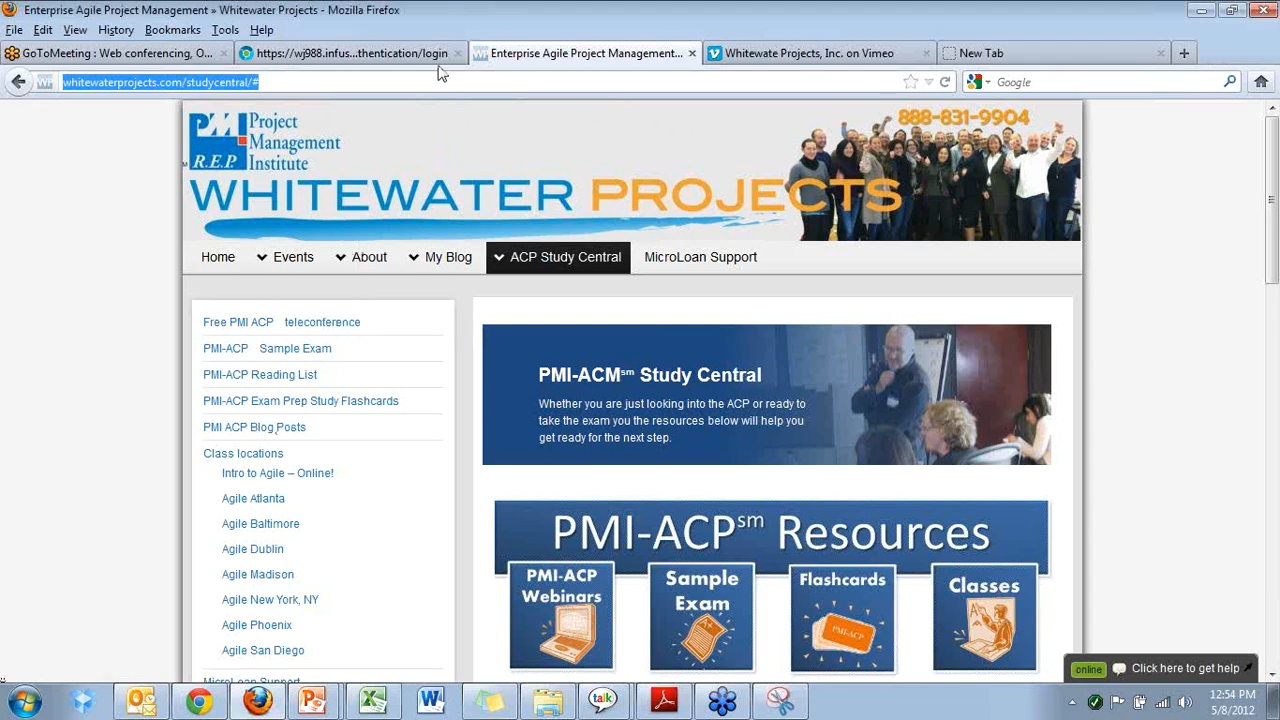 Enterprise Agile Project Management » Whitewater Projects - Mozilla Firefox
File Edit View History Bookmarks Tools Help
GoToMeeting : Web conferencing, O...
https://wj988.infus...thentication/login
Enterprise Agile Project Management...
Whitewate Projects, Inc. on Vimeo
New Tab
whitewaterprojects.com/studycentral/#
Google
PMI
R.E.P.
Project
Management
Institute
888-831-9904
WHITEWATER PROJECTS
Home Events About My Blog ACP Study Central MicroLoan Support
Free PMI ACP teleconference
PMI-ACP Sample Exam
PMI-ACP Reading List
PMI-ACP Exam Prep Study Flashcards
PMI ACP Blog Posts
Class locations
Intro to Agile – Online!
Agile Atlanta
Agile Baltimore
Agile Dublin
Agile Madison
Agile New York, NY
Agile Phoenix
Agile San Diego
MicroLoan Support
PMI-ACM℠ Study Central
Whether you are just looking into the ACP or ready to
take the exam you the resources below will help you
get ready for the next step.
PMI-ACP℠ Resources
PMI-ACP
Webinars
Sample
Exam
Flashcards
PMI-ACP
Classes
online Click here to get help
talk
12:54 PM
5/8/2012